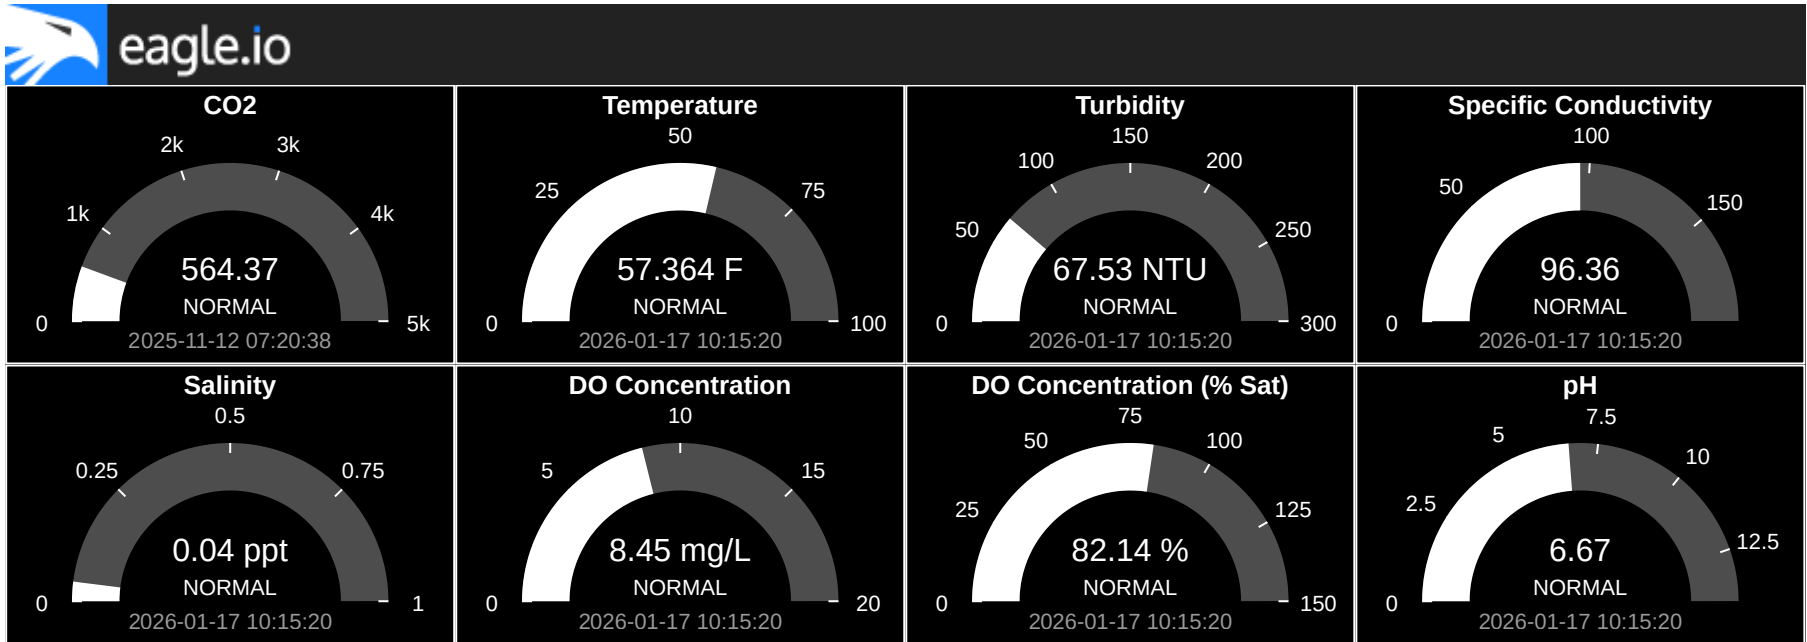 eagle.io
CO2
0
1k
2k
3k
4k
5k
564.37
NORMAL
2025-11-12 07:20:38
Temperature
0
25
50
75
100
57.364 F
NORMAL
2026-01-17 10:15:20
Turbidity
0
50
100
150
200
250
300
67.53 NTU
NORMAL
2026-01-17 10:15:20
Specific Conductivity
0
50
100
150
96.36
NORMAL
2026-01-17 10:15:20
Salinity
0
0.25
0.5
0.75
1
0.04 ppt
NORMAL
2026-01-17 10:15:20
DO Concentration
0
5
10
15
20
8.45 mg/L
NORMAL
2026-01-17 10:15:20
DO Concentration (% Sat)
0
25
50
75
100
125
150
82.14 %
NORMAL
2026-01-17 10:15:20
pH
0
2.5
5
7.5
10
12.5
6.67
NORMAL
2026-01-17 10:15:20